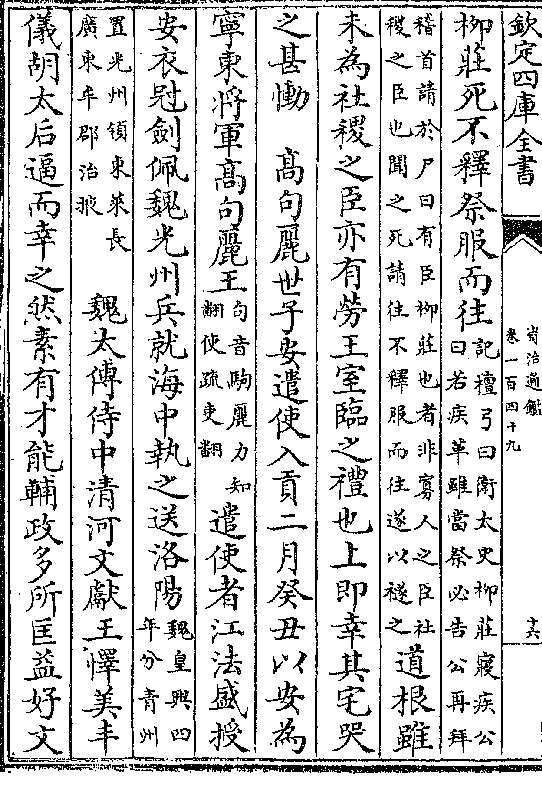 欽定四庫全書
資治通鑑
卷一百四十九
十六
柳莊死不釋祭服而往記檀弓曰衛太史柳莊寢疾公
曰若疾革雖當祭必告公再拜
稽首請於尸曰有臣柳莊也者非寡人之臣社
稷之臣也聞之死請往不釋服而往遂以襚之道根雖
未為社稷之臣亦有勞王室臨之禮也上即幸其宅哭
之甚慟 高句麗世子安遣使入貢二月癸丑以安為
寧東將軍高句麗王句音駒麗力知
翻使疏吏翻遣使者江法盛授
安衣冠劍佩魏光州兵就海中執之送洛陽魏皇興四
年分青州
置光州領東萊長
廣東牟郡治掖 魏太傅侍中清河文獻王懌美丰
儀胡太后逼而幸之然素有才能輔政多所匡益好文